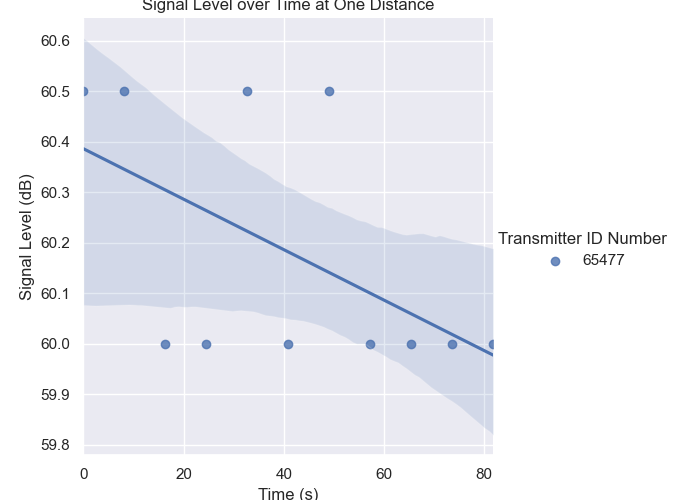 Signal Level over Time at One Distance
60.6
60.5
60.4
60.3
60.2
60.1
60.0
59.9
59.8
Signal Level (dB)
0 20 40 60 80
Time (s)
Transmitter ID Number
65477